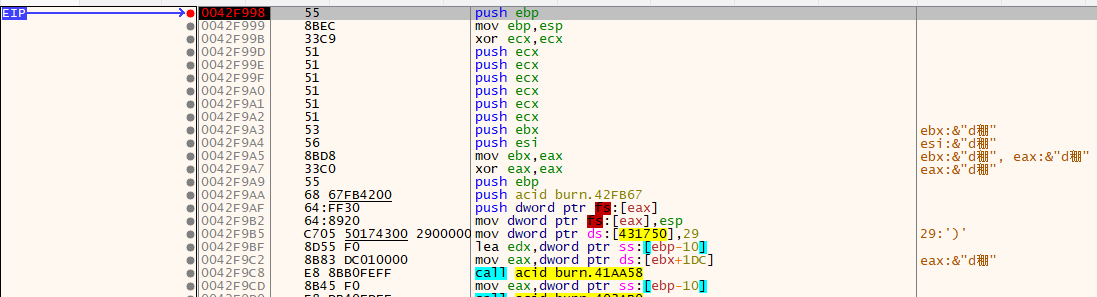 EIP 0042F998 55 push ebp
0042F999 8BEC mov ebp,esp
0042F99B 33C9 xor ecx,ecx
0042F99D 51 push ecx
0042F99E 51 push ecx
0042F99F 51 push ecx
0042F9A0 51 push ecx
0042F9A1 51 push ecx
0042F9A2 51 push ecx
0042F9A3 53 push ebx ebx:&"d棚"
0042F9A4 56 push esi esi:&"d棚"
0042F9A5 8BD8 mov ebx,eax ebx:&"d棚", eax:&"d棚"
0042F9A7 33C0 xor eax,eax eax:&"d棚"
0042F9A9 55 push ebp
0042F9AA 68 67FB4200 push acid burn.42FB67
0042F9AF 64:FF30 push dword ptr fs:[eax]
0042F9B2 64:8920 mov dword ptr fs:[eax],esp
0042F9B5 C705 50174300 2900000 mov dword ptr ds:[431750],29 29:')'
0042F9BF 8D55 F0 lea edx,dword ptr ss:[ebp-10]
0042F9C2 8B83 DC010000 mov eax,dword ptr ds:[ebx+1DC] eax:&"d棚"
0042F9C8 E8 8BB0FEFF call acid burn.41AA58
0042F9CD 8B45 F0 mov eax,dword ptr ss:[ebp-10]